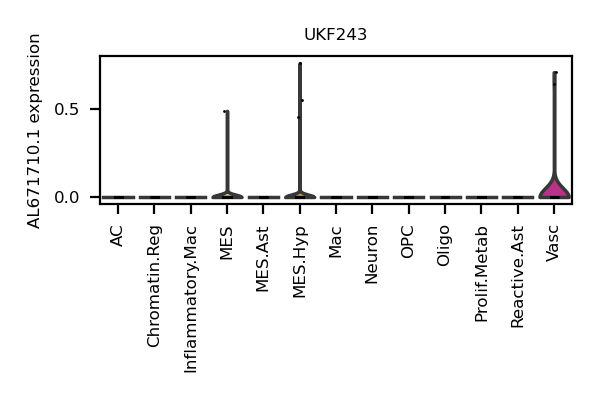 UKF243
AL671710.1 expression
0.5
0.0
AC
Chromatin.Reg
Inflammatory.Mac
MES
MES.Ast
MES.Hyp
Mac
Neuron
OPC
Oligo
Prolif.Metab
Reactive.Ast
Vasc